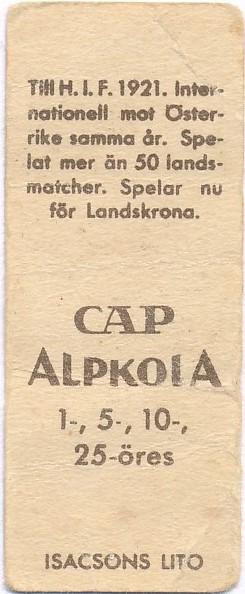 Till H. I. F. 1921. Inter-
nationell mot Öster-
rike samma år. Spe-
lat mer än 50 lands-
matcher. Spelar nu
för Landskrona.
CAP
ALPKOLA
1-, 5-, 10-,
25-öres
ISACSONS LITO